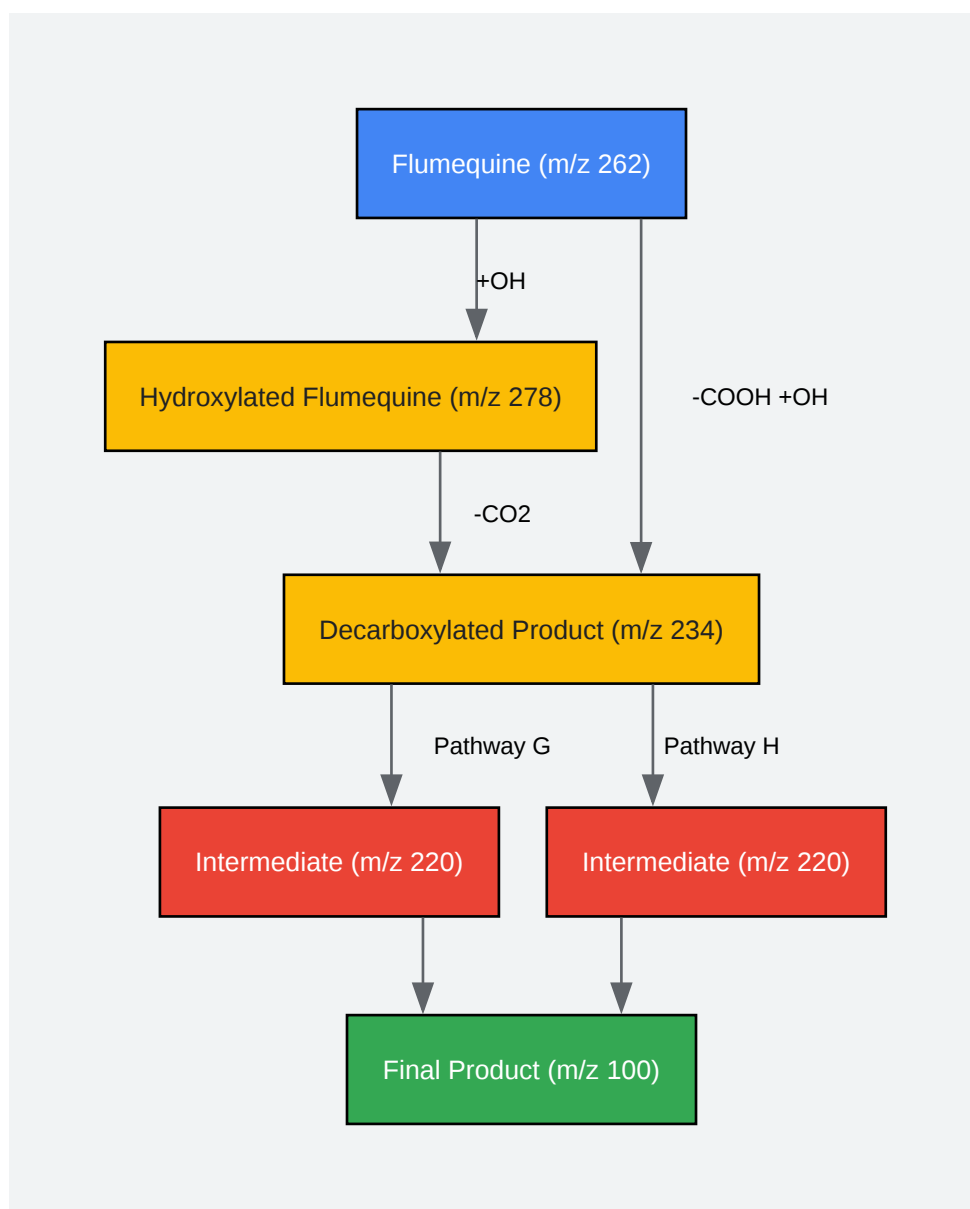 Flumequine (m/z 262)
+OH
Hydroxylated Flumequine (m/z 278)
-COOH +OH
-CO2
Decarboxylated Product (m/z 234)
Pathway G
Pathway H
Intermediate (m/z 220)
Intermediate (m/z 220)
Final Product (m/z 100)